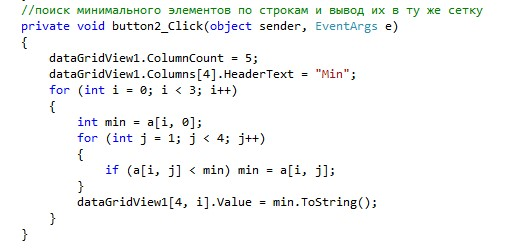 //поиск минимального элементов по строкам и вывод их в ту же сетку
private void button2_Click(object sender, EventArgs e)
{
dataGridView1.ColumnCount = 5;
dataGridView1.Columns[4].HeaderText = "Min";
for (int i = 0; i < 3; i++)
{
int min = a[i, 0];
for (int j = 1; j < 4; j++)
{
if (a[i, j] < min) min = a[i, j];
}
dataGridView1[4, i].Value = min.ToString();
}
}